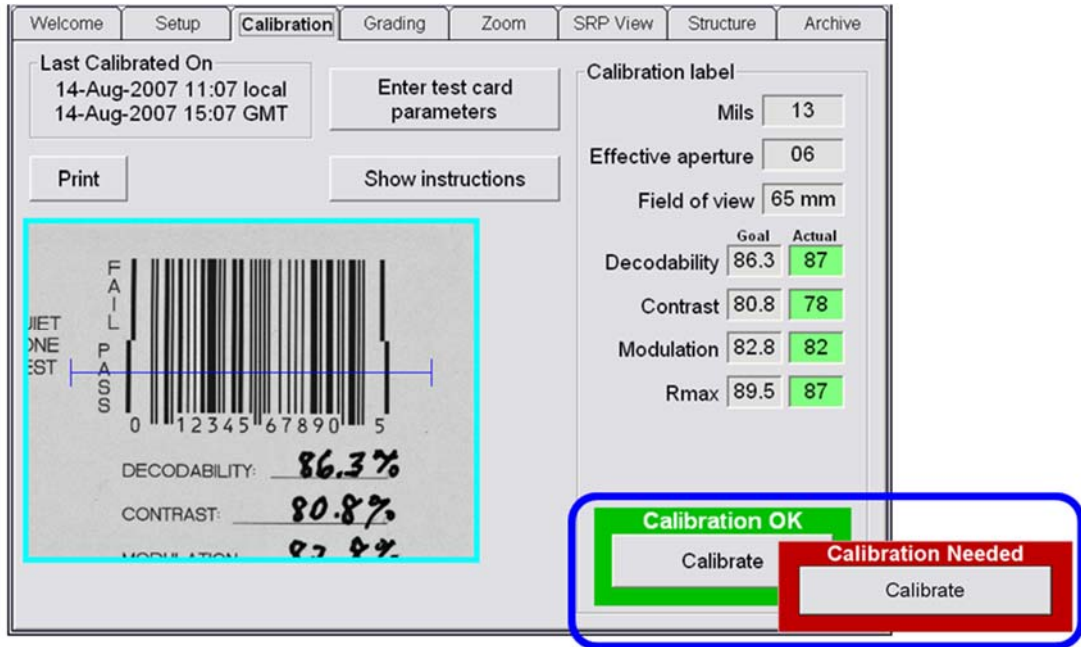 Welcome Setup Calibration Grading Zoom SRP View Structure Archive
Last Calibrated On
14-Aug-2007 11:07 local
14-Aug-2007 15:07 GMT
Enter test card
parameters
Print
Show instructions
Calibration label
Mils 13
Effective aperture 06
Field of view 65 mm
Goal Actual
Decodability 86.3 87
Contrast 80.8 78
Modulation 82.8 82
Rmax 89.5 87
FAIL
PASS
0 12345 67890 5
DECODABILITY: 86.3%
CONTRAST: 80.8%
Calibration OK
Calibrate
Calibration Needed
Calibrate